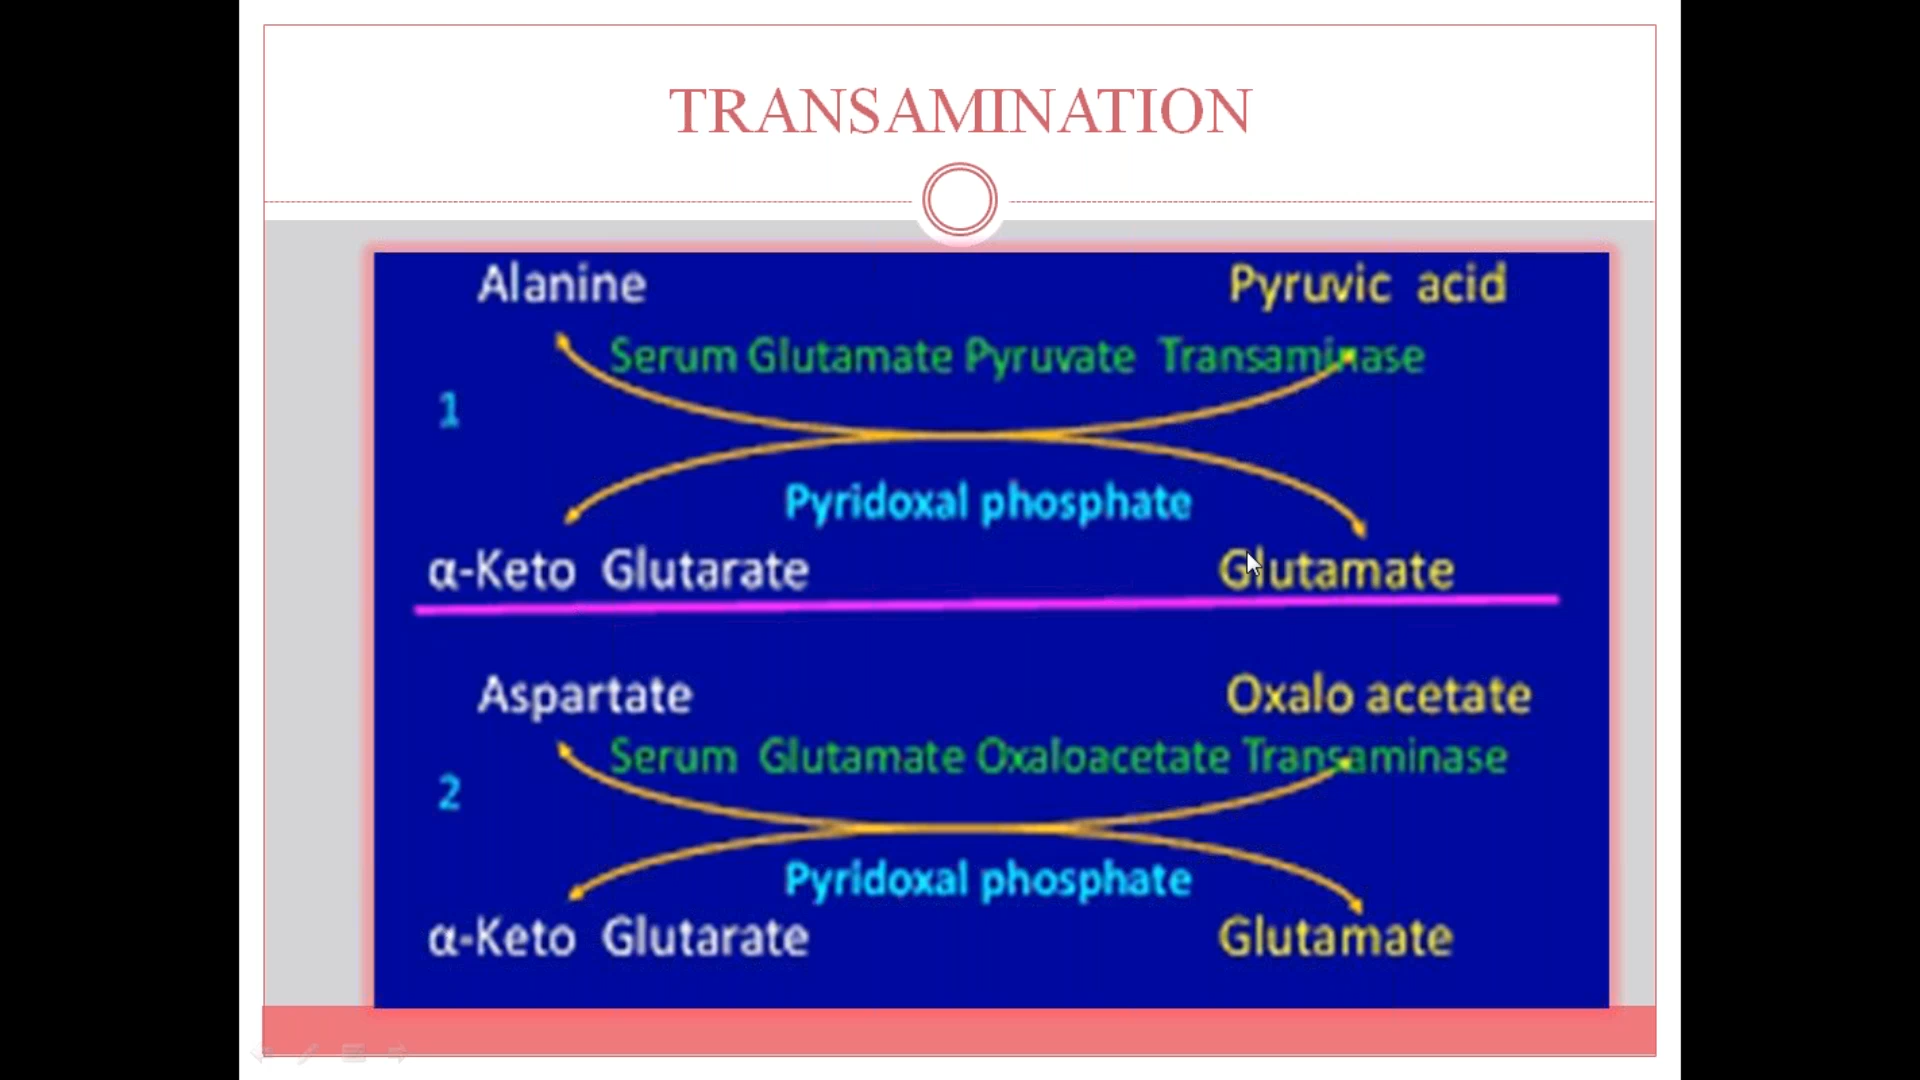 TRANSAMINATION
Alanine Pyruvic acid
Serum Glutamate Pyruvate Transaminase
1
Pyridoxal phosphate
α-Keto Glutarate Glutamate
Aspartate Oxalo acetate
Serum Glutamate Oxaloacetate Transaminase
2
Pyridoxal phosphate
α-Keto Glutarate Glutamate